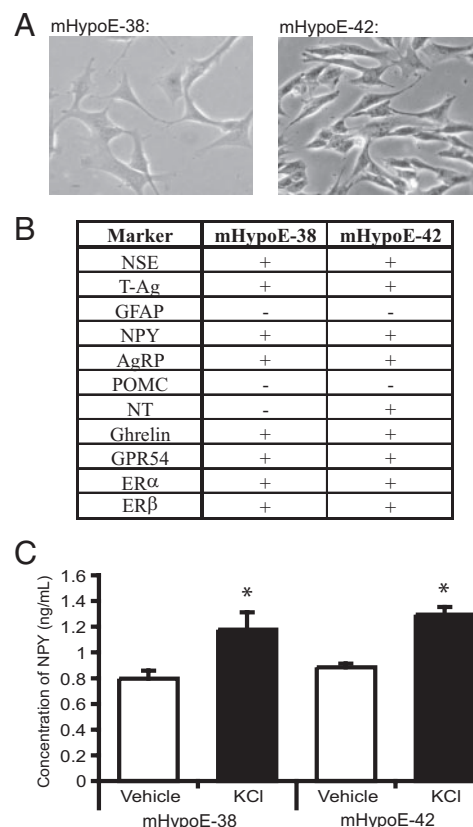 A
mHypoE-38: mHypoE-42:
B
Marker mHypoE-38 mHypoE-42
NSE + +
T-Ag + +
GFAP - -
NPY + +
AgRP + +
POMC - -
NT - +
Ghrelin + +
GPR54 + +
ERα + +
ERβ + +
C
Concentration of NPY (ng/mL)
1.6
1.4
1.2
1
0.8
0.6
0.4
0.2
0
* *
Vehicle KCl Vehicle KCl
mHypoE-38 mHypoE-42